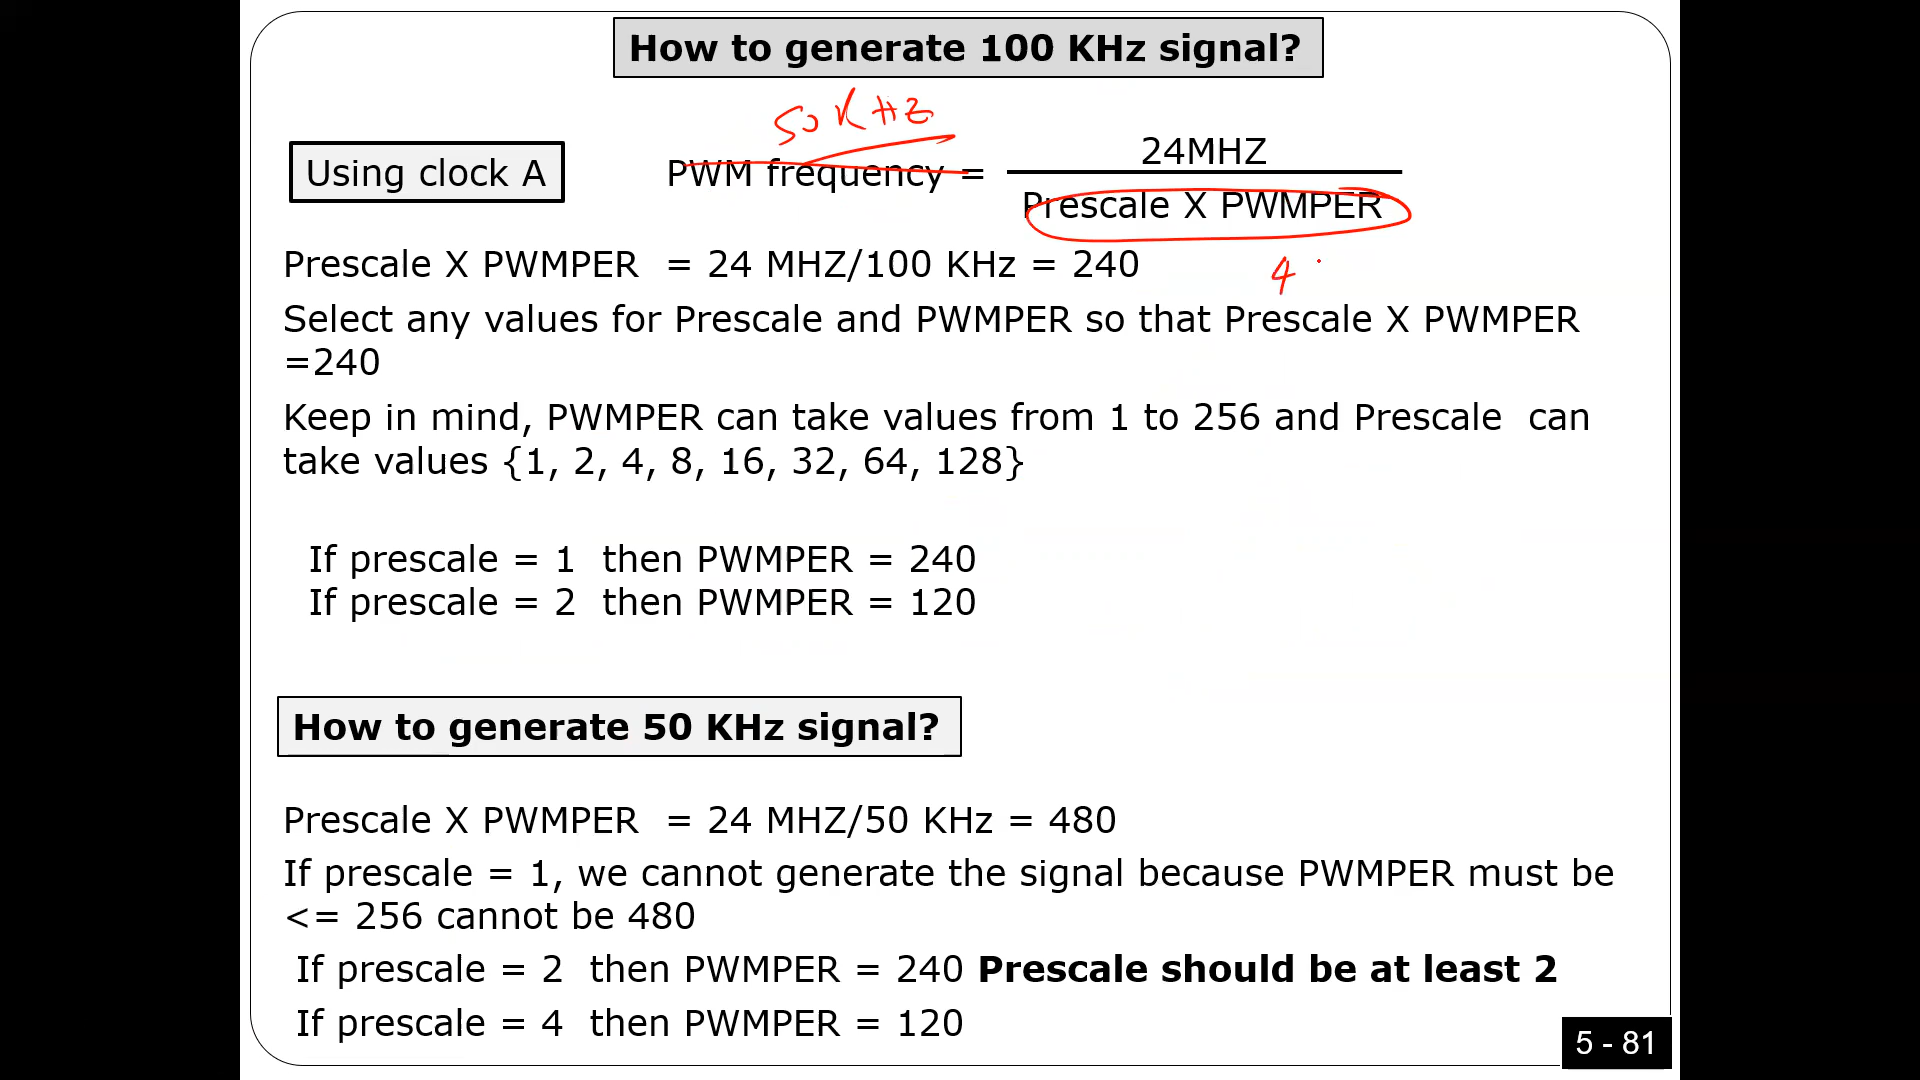 How to generate 100 KHz signal?
50 KHZ
Using clock A
PWM frequency =
24MHZ
Prescale X PWMPER
Prescale X PWMPER = 24 MHZ/100 KHz = 240
4
Select any values for Prescale and PWMPER so that Prescale X PWMPER
=240
Keep in mind, PWMPER can take values from 1 to 256 and Prescale can
take values {1, 2, 4, 8, 16, 32, 64, 128}
If prescale = 1 then PWMPER = 240
If prescale = 2 then PWMPER = 120
How to generate 50 KHz signal?
Prescale X PWMPER = 24 MHZ/50 KHz = 480
If prescale = 1, we cannot generate the signal because PWMPER must be
<= 256 cannot be 480
If prescale = 2 then PWMPER = 240 Prescale should be at least 2
If prescale = 4 then PWMPER = 120
5 - 81